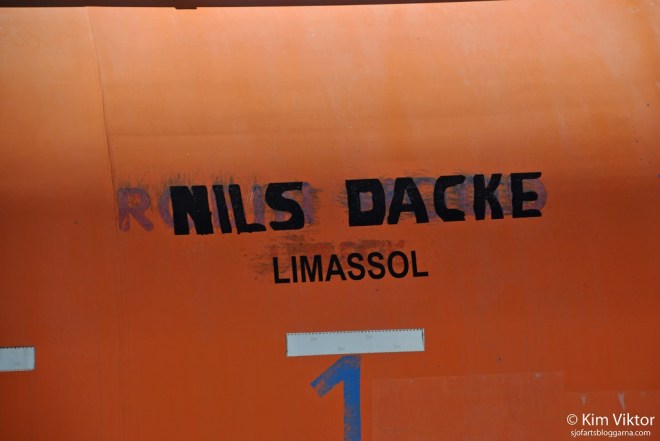 NILS DACKE
LIMASSOL
1
© Kim Viktor
sjofartsbloggarna.com